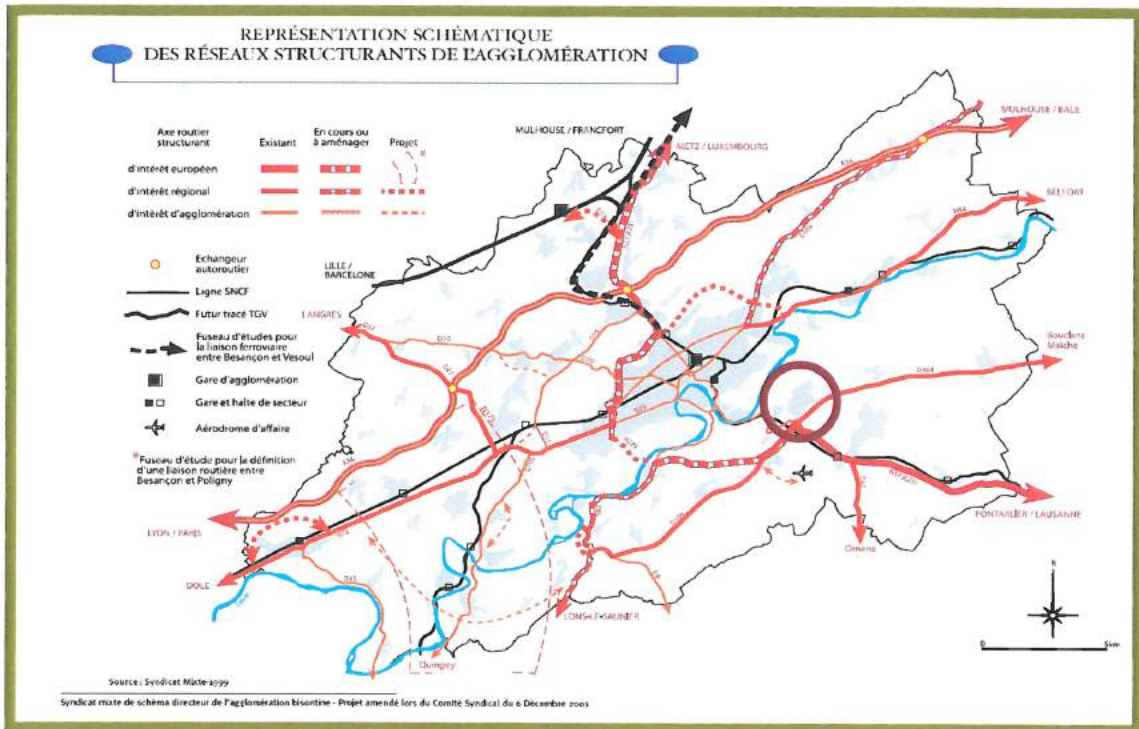 REPRÉSENTATION SCHÉMATIQUE
DES RÉSEAUX STRUCTURANTS DE L'AGGLOMÉRATION
Axe routier
structurant
Existant
En cours ou
à aménager
Projet
d'intérêt européen
d'intérêt régional
d'intérêt d'agglomération
Echangeur
autoroutier
Ligne SNCF
Futur tracé TGV
Fuseau d'études pour
la liaison ferroviaire
entre Besançon et Vesoul
Gare d'agglomération
Gare et halte de secteur
Aérodrome d'affaire
Fuseau d'étude pour la définition
d'une liaison routière entre
Besançon et Poligny
MULHOUSE / FRANCFORT
METZ / LUXEMBOURG
MULHOUSE / BALE
BELFORT
LILLE /
BARCELONE
LANGRES
Bouclans
Maîche
LYON / PARIS
DOLE
PONTARLIER / LAUSANNE
Ornans
LONS-LE-SAUNIER
Quingey
A36
A36
N
0
5km
Source : Syndicat Mixte-1999
Syndicat mixte de schéma directeur de l'agglomération bisontine - Projet amendé lors du Comité Syndical du 6 Décembre 2001